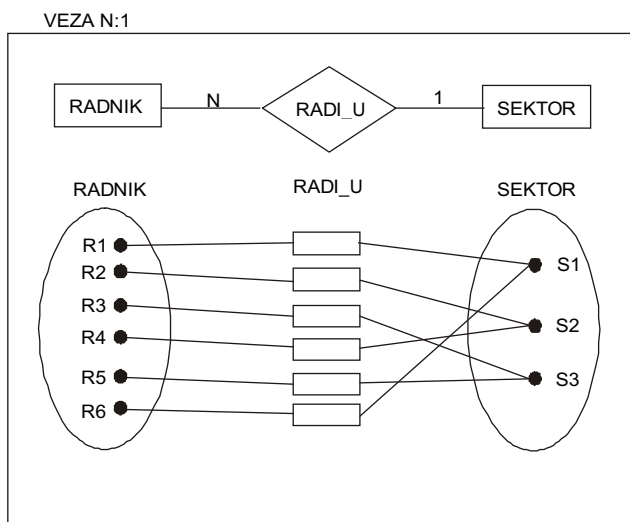 VEZA N:1
RADNIK N RADI_U 1 SEKTOR
RADNIK RADI_U SEKTOR
R1
S1
R2
R3
S2
R4
R5 S3
R6